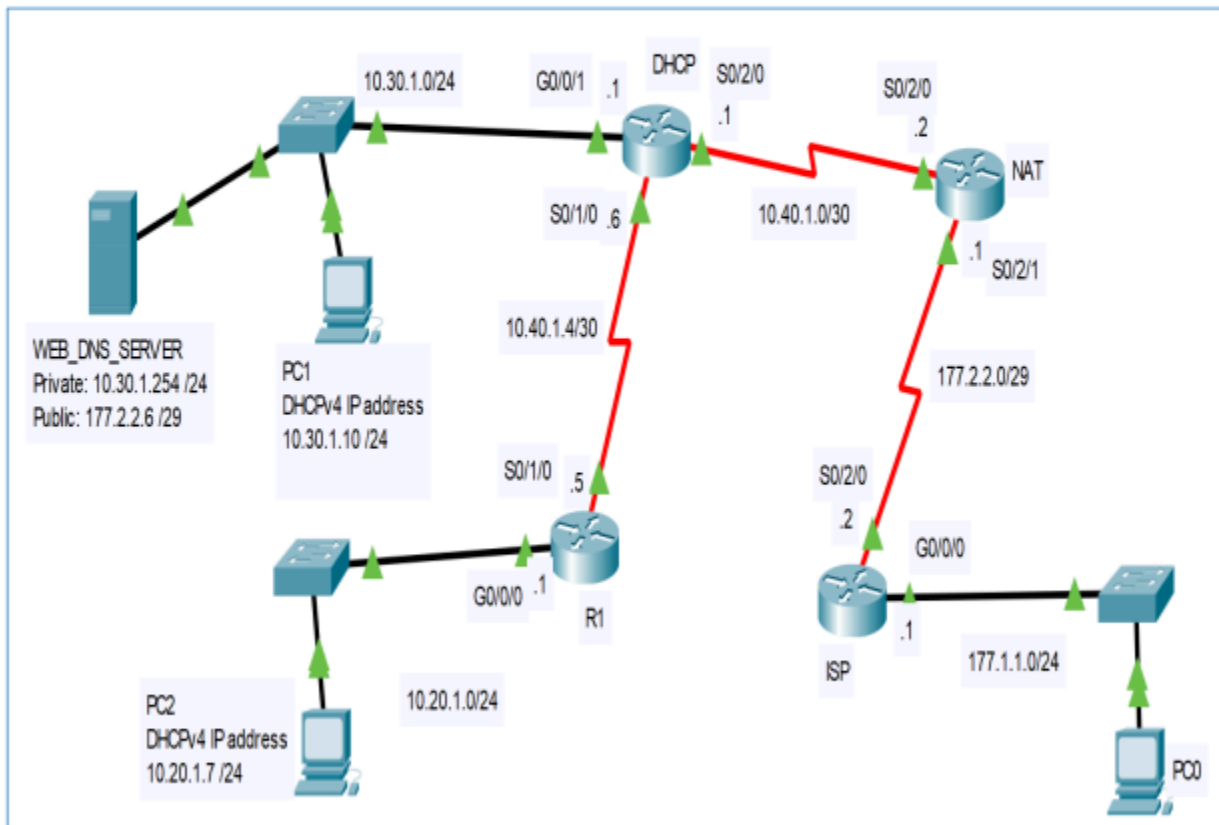 DHCP
S0/2/0
10.30.1.0/24
G0/0/1
.1
.1
S0/2/0
.2
NAT
S0/1/0
.6
10.40.1.0/30
.1
S0/2/1
WEB_DNS_SERVER
Private: 10.30.1.254 /24
Public: 177.2.2.6 /29
PC1
DHCPv4 IP address
10.30.1.10 /24
10.40.1.4/30
177.2.2.0/29
S0/1/0
.5
S0/2/0
.2
G0/0/0
G0/0/0
.1
R1
.1
ISP
177.1.1.0/24
PC2
DHCPv4 IP address
10.20.1.7 /24
10.20.1.0/24
PC0